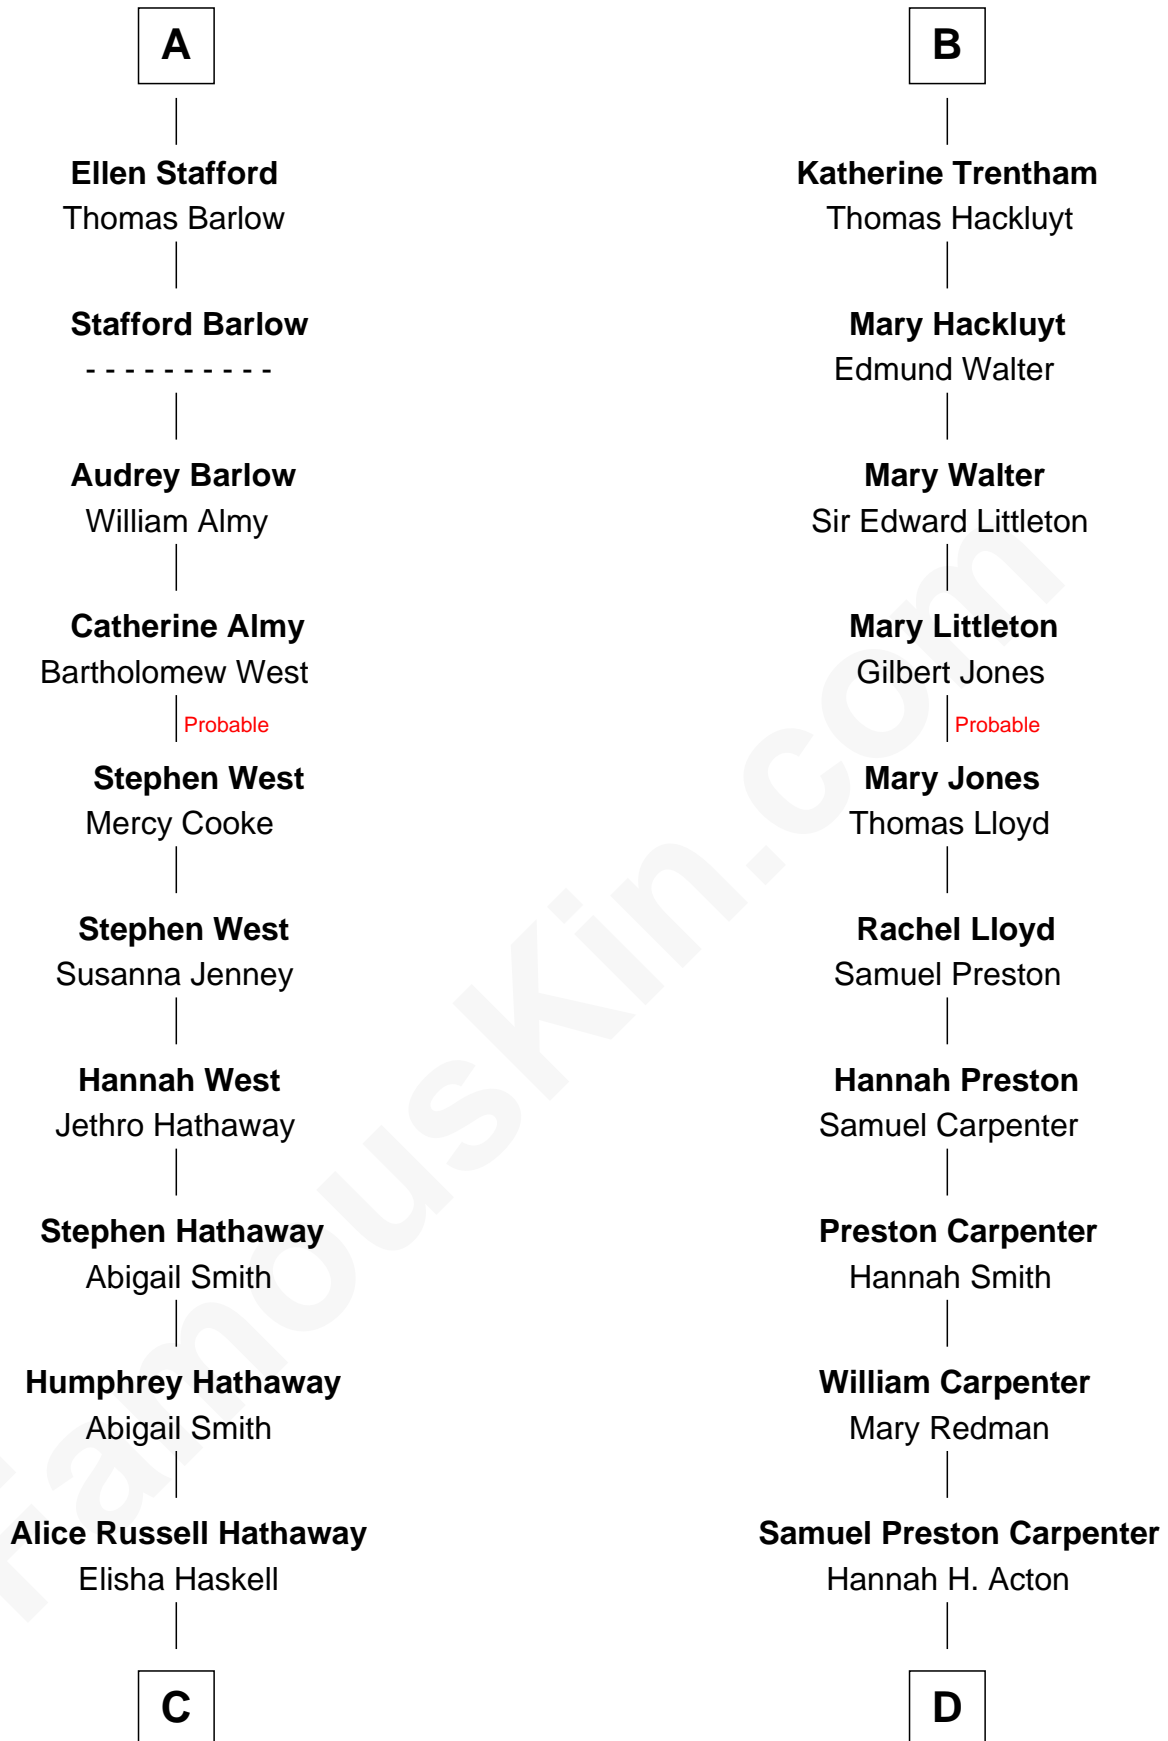 A
Ellen Stafford
Thomas Barlow
Stafford Barlow
- - - - - - - - - -
Audrey Barlow
William Almy
Catherine Almy
Bartholomew West
Probable
Stephen West
Mercy Cooke
Stephen West
Susanna Jenney
Hannah West
Jethro Hathaway
Stephen Hathaway
Abigail Smith
Humphrey Hathaway
Abigail Smith
Alice Russell Hathaway
Elisha Haskell
C
B
Katherine Trentham
Thomas Hackluyt
Mary Hackluyt
Edmund Walter
Mary Walter
Sir Edward Littleton
Mary Littleton
Gilbert Jones
Probable
Mary Jones
Thomas Lloyd
Rachel Lloyd
Samuel Preston
Hannah Preston
Samuel Carpenter
Preston Carpenter
Hannah Smith
William Carpenter
Mary Redman
Samuel Preston Carpenter
Hannah H. Acton
D
FamousKin.com